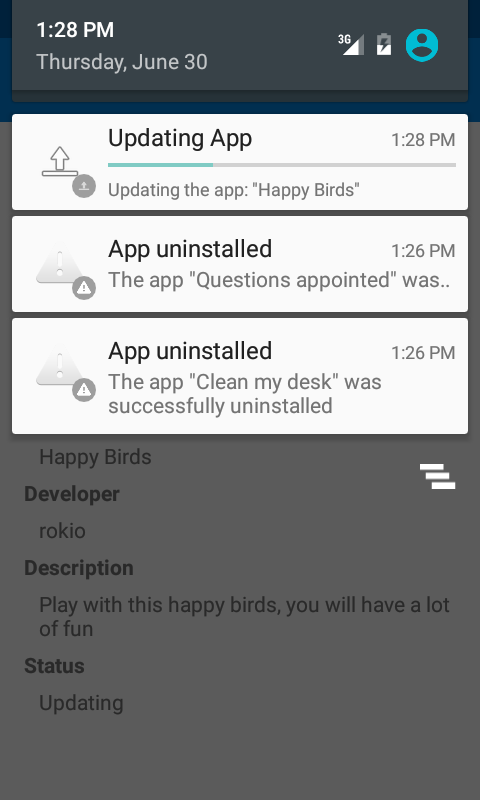 1:28 PM
Thursday, June 30
3G
Updating App
1:28 PM
Updating the app: "Happy Birds"
App uninstalled
1:26 PM
The app "Questions appointed" was..
App uninstalled
1:26 PM
The app "Clean my desk" was
successfully uninstalled
Happy Birds
Developer
rokio
Description
Play with this happy birds, you will have a lot
of fun
Status
Updating